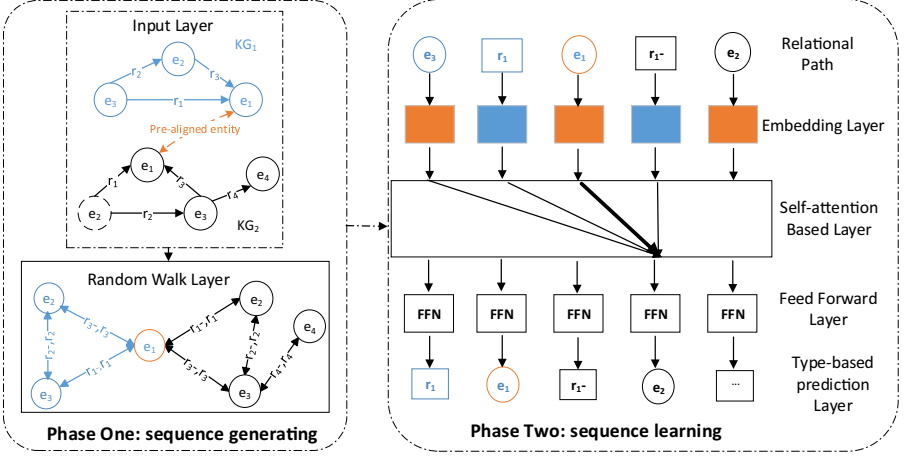 Input Layer
KG1
e2
r2
r3
e3
r1
e1
Pre-aligned entity
e1
e4
r1
r3
r4
e2
r2
e3
KG2
Random Walk Layer
e2
e2
r3-,r3
r1-,r1
e4
r2-,r2
e1
r2-,r2
r1-,r1
r3-,r3
r4-,r4
e3
e3
Phase One: sequence generating
e3
r1
e1
r1-
e2
Relational
Path
Embedding Layer
Self-attention
Based Layer
FFN
FFN
FFN
FFN
FFN
Feed Forward
Layer
r1
e1
r1-
e2
...
Type-based
prediction
Layer
Phase Two: sequence learning